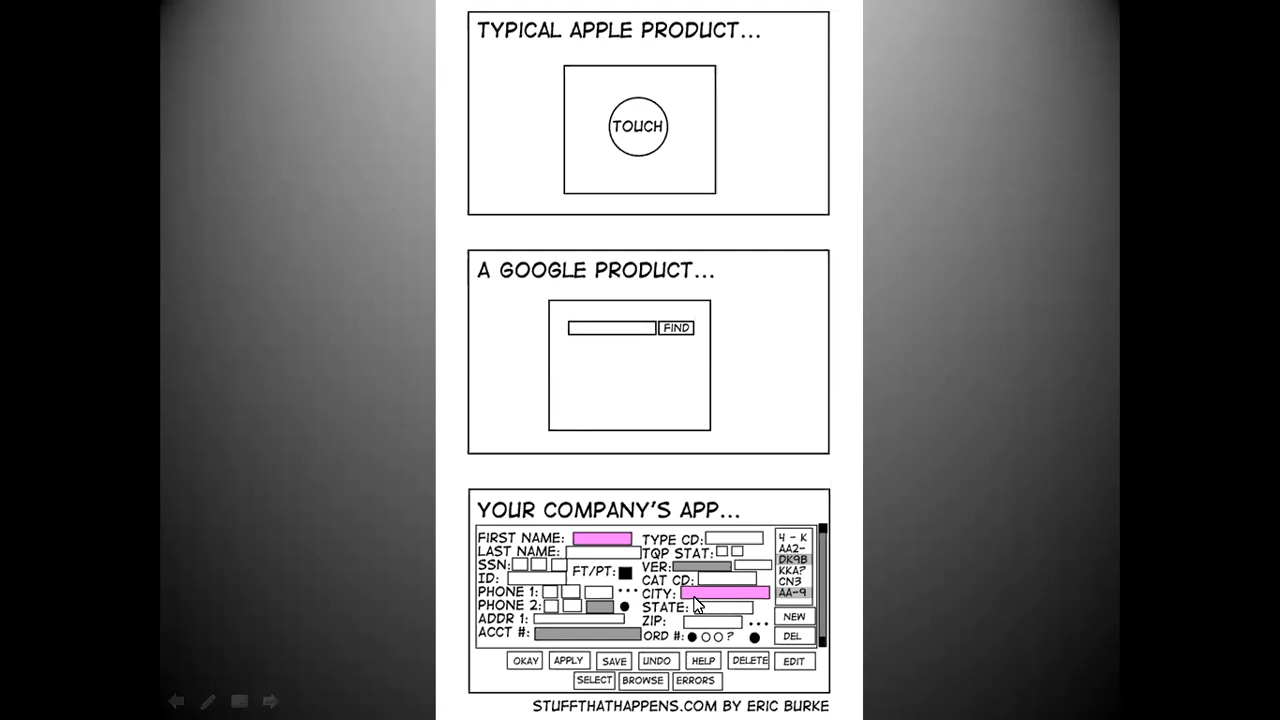 TYPICAL APPLE PRODUCT...
TOUCH
A GOOGLE PRODUCT...
FIND
YOUR COMPANY'S APP...
FIRST NAME:
LAST NAME:
SSN:
ID:
FT/PT:
PHONE 1:
PHONE 2:
ADDR 1:
ACCT #:
TYPE CD:
TQP STAT:
VER:
CAT CD:
CITY:
STATE:
ZIP:
ORD #: ?
4 - K
AA2-
DK9B
KKA?
CN3
AA-9
NEW
DEL
OKAY APPLY SAVE UNDO HELP DELETE EDIT
SELECT BROWSE ERRORS
STUFFTHATHAPPENS.COM BY ERIC BURKE